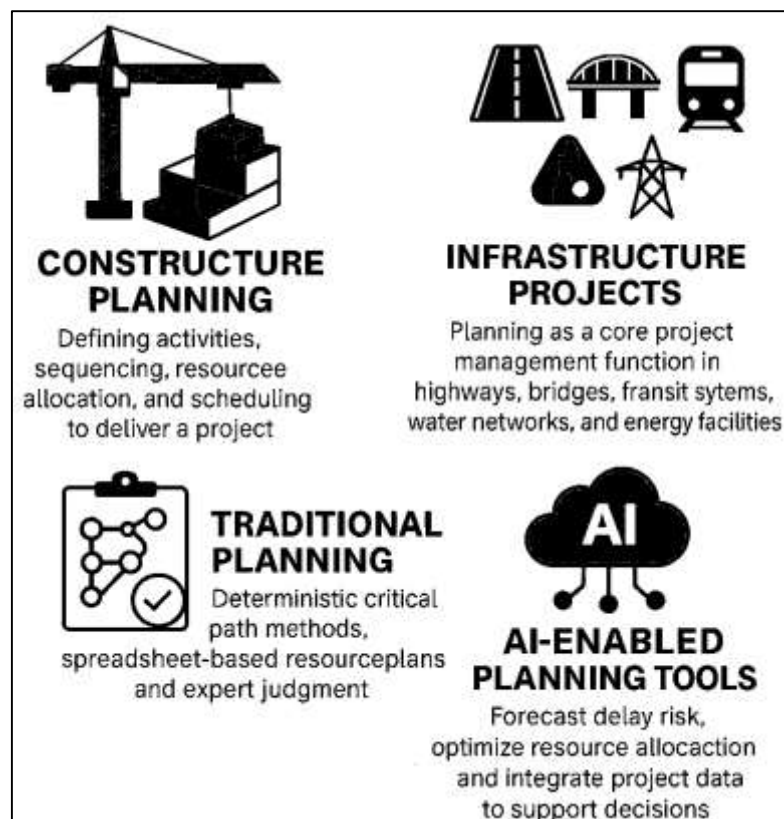 CONSTRUCTURE
PLANNING
Defining activities,
sequencing, resourcee
allocation, and scheduling
to deliver a project
INFRASTRUCTURE
PROJECTS
Planning as a core project
management function in
highways, bridges, fransit sytems,
water networks, and energy facilities
TRADITIONAL
PLANNING
Deterministic critical
path methods,
spreadsheet-based resourceplans
and expert judgment
AI
AI-ENABLED
PLANNING TOOLS
Forecast delay risk,
optimize resource allocaction
and integrate project data
to support decisions